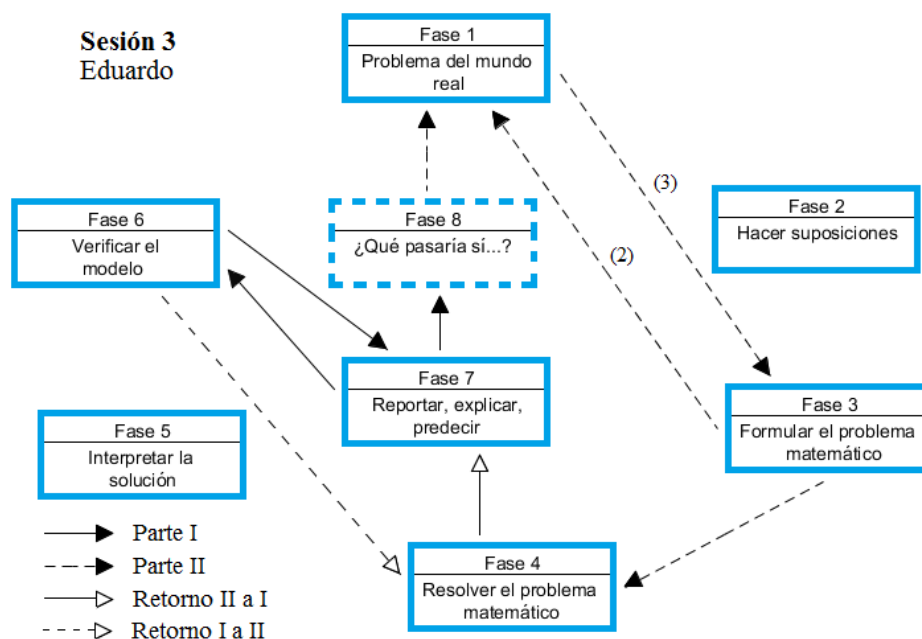 Sesión 3
Eduardo
Fase 1
Problema del mundo
real
(3)
Fase 2
Hacer suposiciones
Fase 6
Verificar el
modelo
Fase 8
¿Qué pasaría sí...?
(2)
Fase 7
Reportar, explicar,
predecir
Fase 3
Formular el problema
matemático
Fase 5
Interpretar la
solución
Fase 4
Resolver el problema
matemático
Parte I
Parte II
Retorno II a I
Retorno I a II